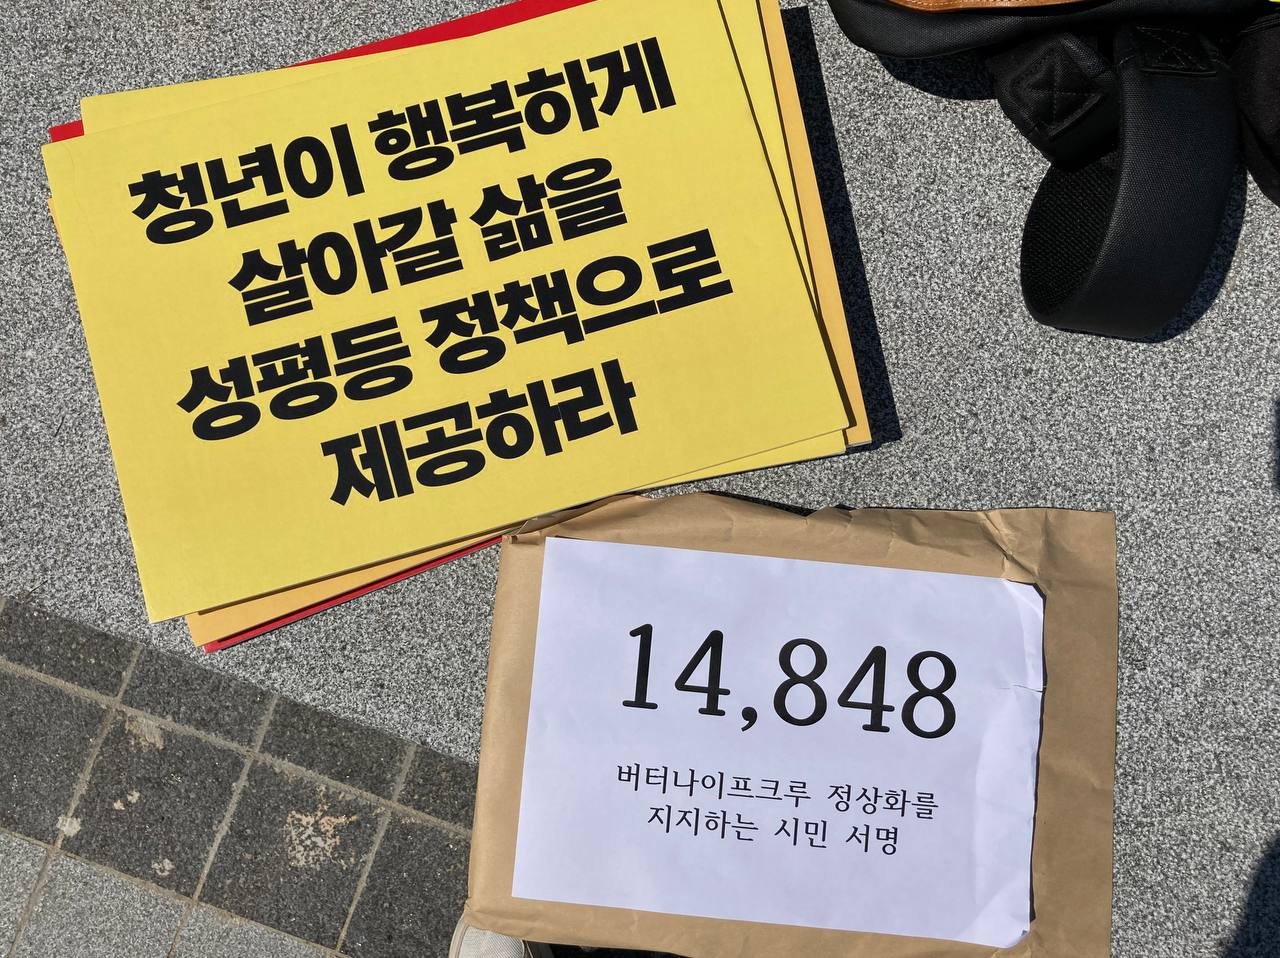 청년이 행복하게
살아갈 삶을
성평등 정책으로
제공하라
14,848
버터나이프크루 정상화를
지지하는 시민 서명